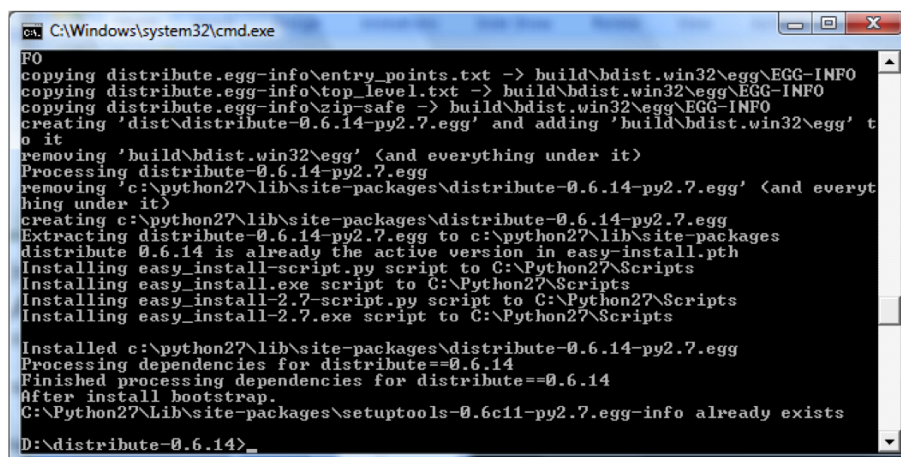 C:\Windows\system32\cmd.exe
FO
copying distribute.egg-info\entry_points.txt -> build\bdist.win32\egg\EGG-INFO
copying distribute.egg-info\top_level.txt -> build\bdist.win32\egg\EGG-INFO
copying distribute.egg-info\zip-safe -> build\bdist.win32\egg\EGG-INFO
creating 'dist\distribute-0.6.14-py2.7.egg' and adding 'build\bdist.win32\egg' t
o it
removing 'build\bdist.win32\egg' (and everything under it)
Processing distribute-0.6.14-py2.7.egg
removing 'c:\python27\lib\site-packages\distribute-0.6.14-py2.7.egg' (and everyt
hing under it)
creating c:\python27\lib\site-packages\distribute-0.6.14-py2.7.egg
Extracting distribute-0.6.14-py2.7.egg to c:\python27\lib\site-packages
distribute 0.6.14 is already the active version in easy-install.pth
Installing easy_install-script.py script to C:\Python27\Scripts
Installing easy_install.exe script to C:\Python27\Scripts
Installing easy_install-2.7-script.py script to C:\Python27\Scripts
Installing easy_install-2.7.exe script to C:\Python27\Scripts
Installed c:\python27\lib\site-packages\distribute-0.6.14-py2.7.egg
Processing dependencies for distribute==0.6.14
Finished processing dependencies for distribute==0.6.14
After install bootstrap.
C:\Python27\Lib\site-packages\setuptools-0.6c11-py2.7.egg-info already exists
D:\distribute-0.6.14>_